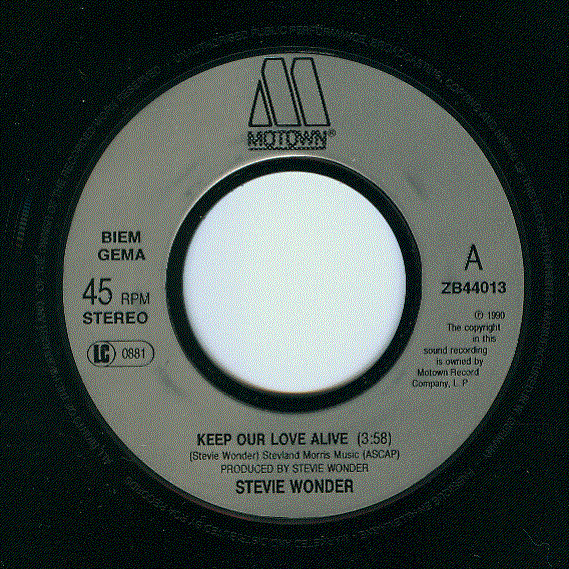 MOTOWN®
BIEM
GEMA
45 RPM
STEREO
LC 0881
A
ZB44013
℗ 1990
The copyright
in this
sound recording
is owned by
Motown Record
Company, L. P
KEEP OUR LOVE ALIVE (3:58)
(Stevie Wonder) Stevland Morris Music (ASCAP)
PRODUCED BY STEVIE WONDER
STEVIE WONDER